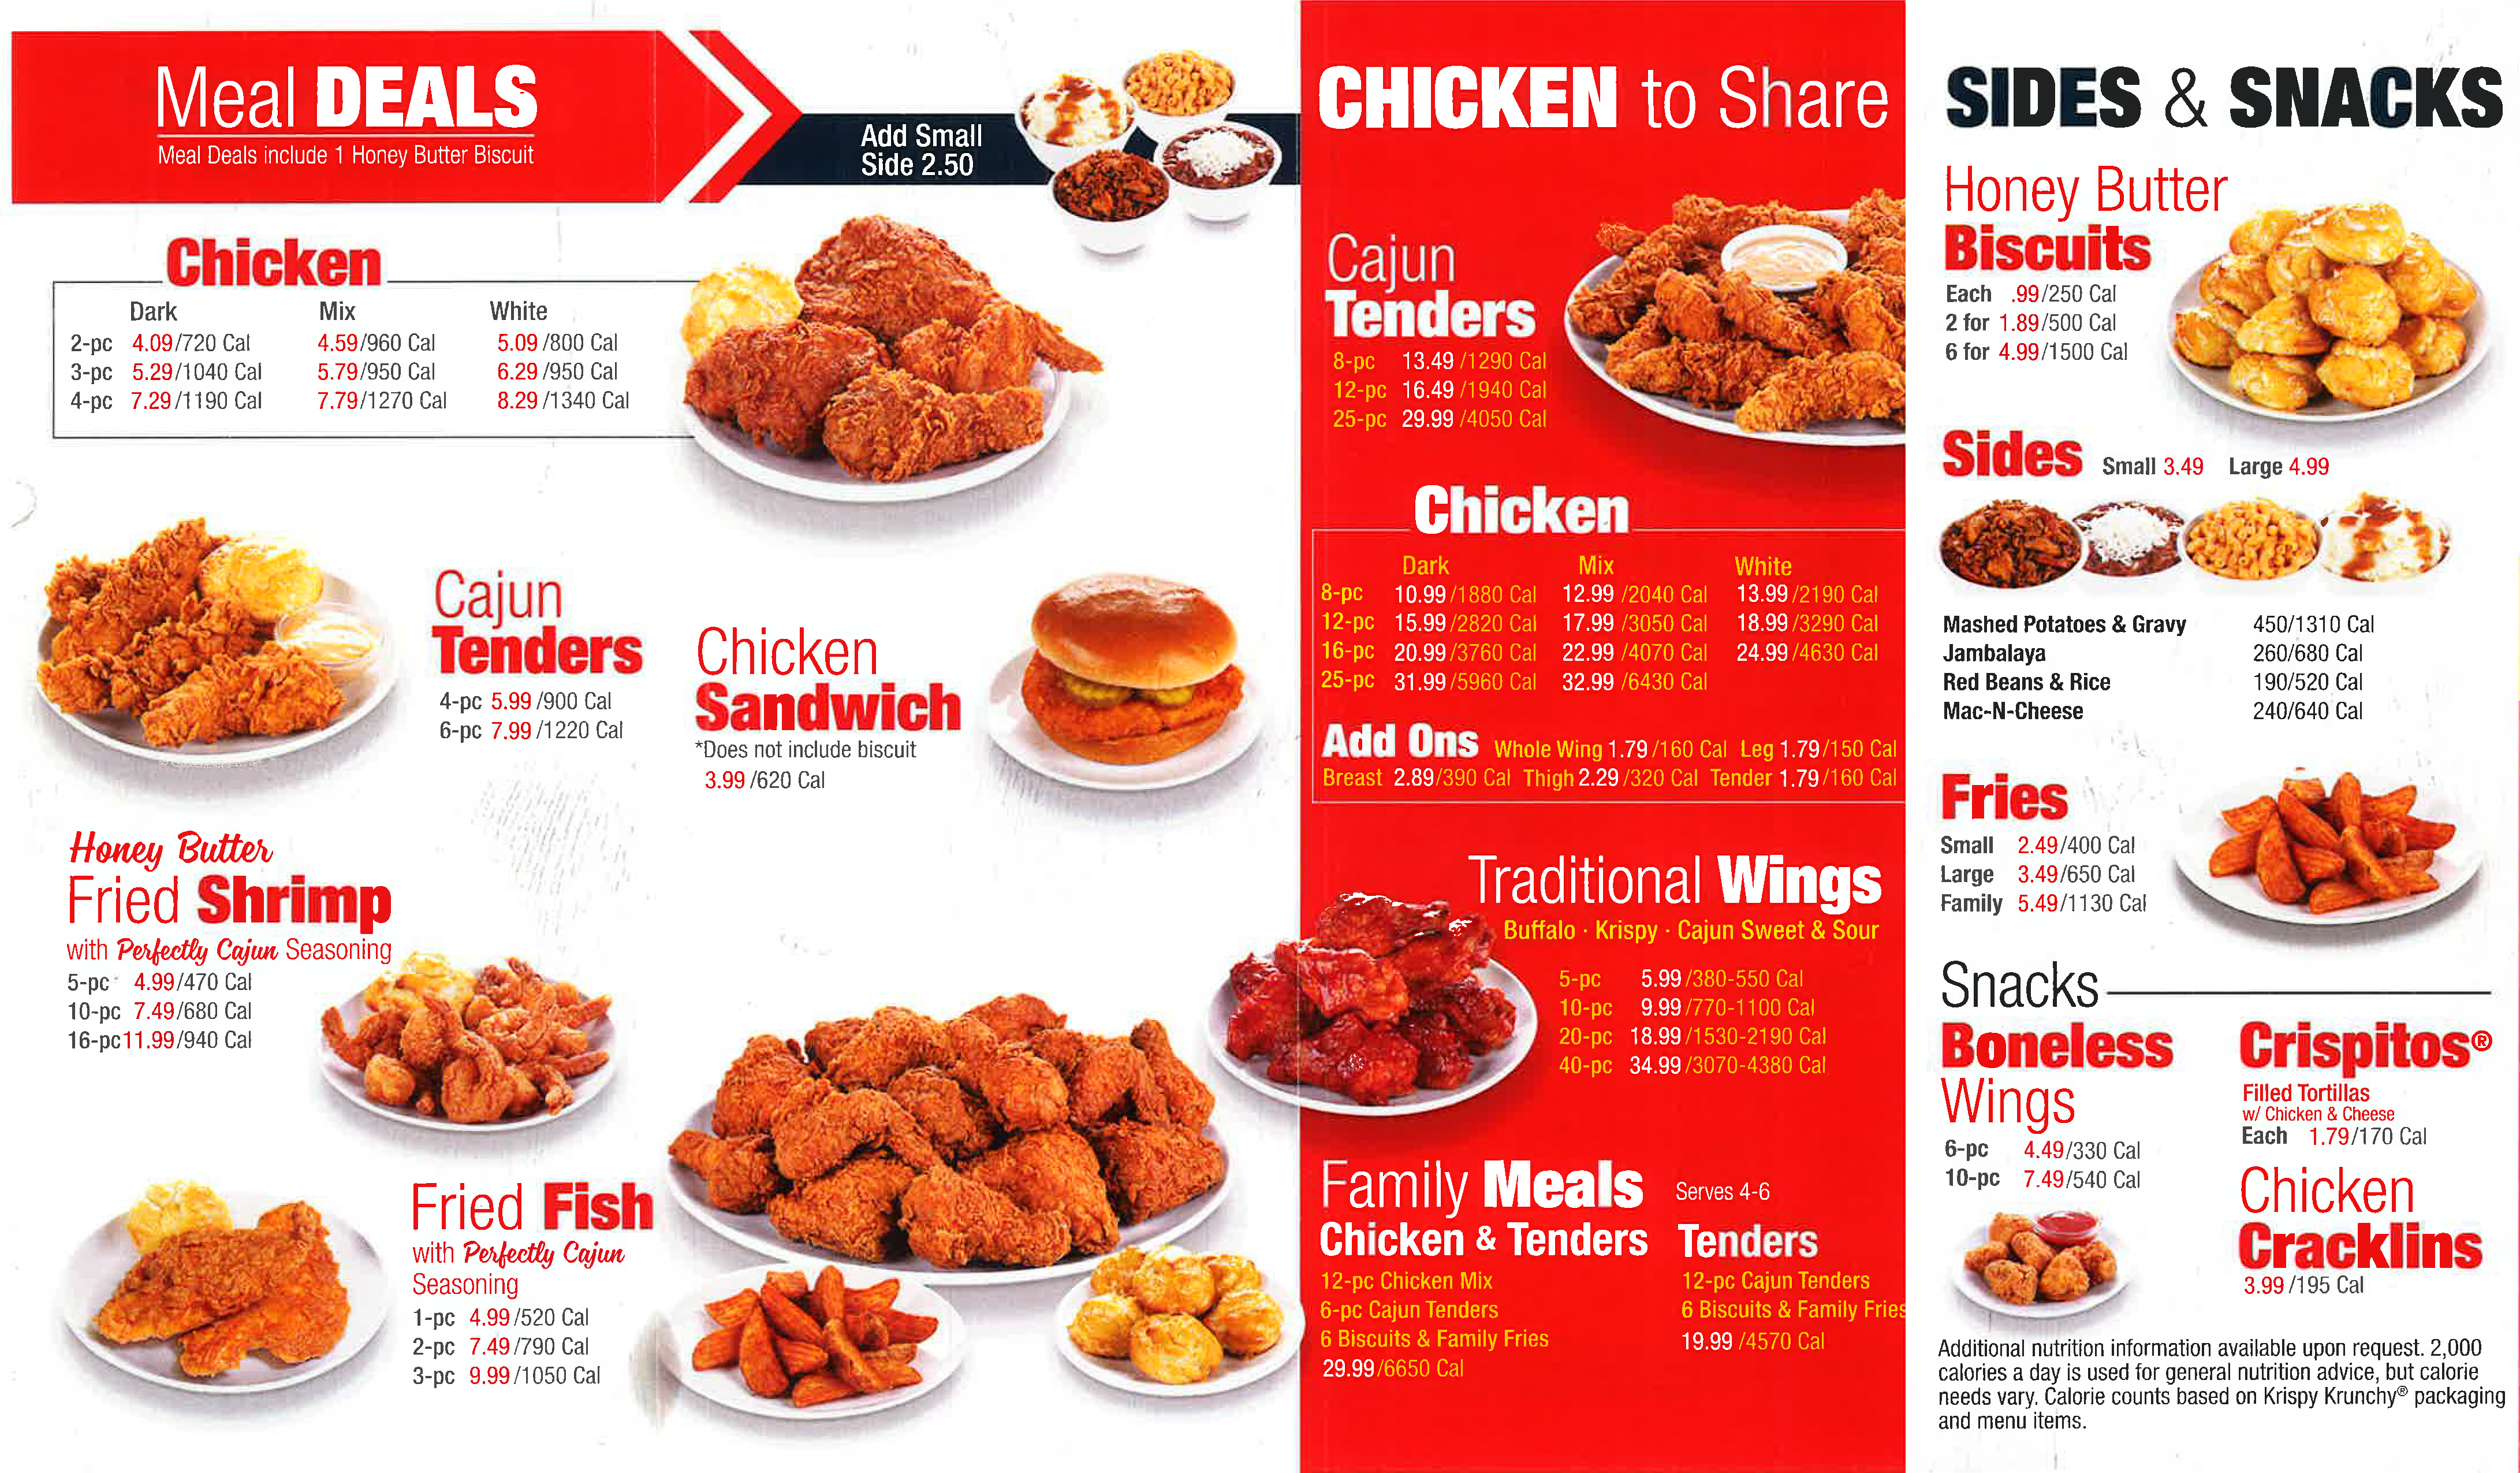 Meal DEALS
Meal Deals include 1 Honey Butter Biscuit
Add Small
Side 2.50
Chicken
Dark Mix White
2-pc 4.09/720 Cal 4.59/960 Cal 5.09/800 Cal
3-pc 5.29/1040 Cal 5.79/950 Cal 6.29/950 Cal
4-pc 7.29/1190 Cal 7.79/1270 Cal 8.29/1340 Cal
Cajun
Tenders
4-pc 5.99/900 Cal
6-pc 7.99/1220 Cal
Chicken
Sandwich
*Does not include biscuit
3.99/620 Cal
Honey Butter
Fried Shrimp
with Perfectly Cajun Seasoning
5-pc 4.99/470 Cal
10-pc 7.49/680 Cal
16-pc 11.99/940 Cal
Fried Fish
with Perfectly Cajun
Seasoning
1-pc 4.99/520 Cal
2-pc 7.49/790 Cal
3-pc 9.99/1050 Cal
CHICKEN to Share
Cajun
Tenders
8-pc 13.49/1290 Cal
12-pc 16.49/1940 Cal
25-pc 29.99/4050 Cal
Chicken
Dark Mix White
8-pc 10.99/1880 Cal 12.99/2040 Cal 13.99/2190 Cal
12-pc 15.99/2820 Cal 17.99/3050 Cal 18.99/3290 Cal
16-pc 20.99/3760 Cal 22.99/4070 Cal 24.99/4630 Cal
25-pc 31.99/5960 Cal 32.99/6430 Cal
Add Ons Whole Wing 1.79/160 Cal Leg 1.79/150 Cal
Breast 2.89/390 Cal Thigh 2.29/320 Cal Tender 1.79/160 Cal
Traditional Wings
Buffalo · Krispy · Cajun Sweet & Sour
5-pc 5.99/380-550 Cal
10-pc 9.99/770-1100 Cal
20-pc 18.99/1530-2190 Cal
40-pc 34.99/3070-4380 Cal
Family Meals Serves 4-6
Chicken & Tenders
12-pc Chicken Mix
6-pc Cajun Tenders
6 Biscuits & Family Fries
29.99/6650 Cal
Tenders
12-pc Cajun Tenders
6 Biscuits & Family Fries
19.99/4570 Cal
SIDES & SNACKS
Honey Butter
Biscuits
Each .99/250 Cal
2 for 1.89/500 Cal
6 for 4.99/1500 Cal
Sides Small 3.49 Large 4.99
Mashed Potatoes & Gravy 450/1310 Cal
Jambalaya 260/680 Cal
Red Beans & Rice 190/520 Cal
Mac-N-Cheese 240/640 Cal
Fries
Small 2.49/400 Cal
Large 3.49/650 Cal
Family 5.49/1130 Cal
Snacks
Boneless
Wings
6-pc 4.49/330 Cal
10-pc 7.49/540 Cal
Crispitos®
Filled Tortillas
w/ Chicken & Cheese
Each 1.79/170 Cal
Chicken
Cracklins
3.99/195 Cal
Additional nutrition information available upon request. 2,000
calories a day is used for general nutrition advice, but calorie
needs vary. Calorie counts based on Krispy Krunchy® packaging
and menu items.